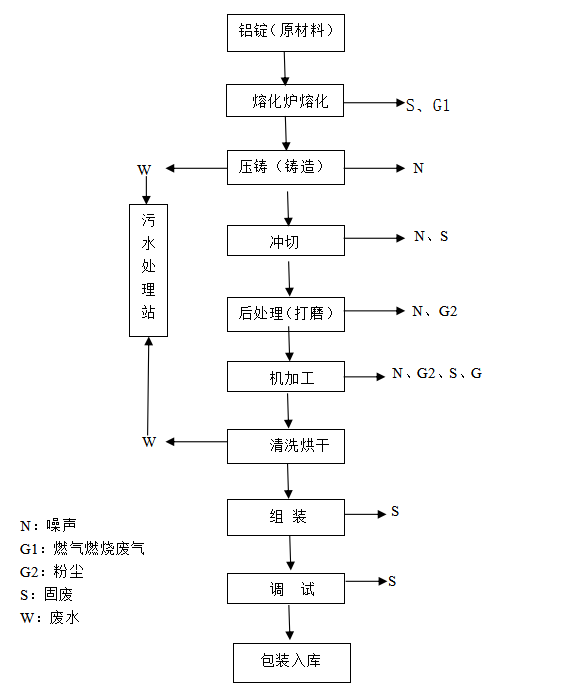 铝锭(原材料)
熔化炉熔化
S、G1
W
压铸(铸造)
N
污水处理站
冲切
N、S
后处理(打磨)
N、G2
机加工
N、G2、S、G
W
清洗烘干
组 装
S
调 试
S
包装入库
N：噪声
G1：燃气燃烧废气
G2：粉尘
S：固废
W：废水